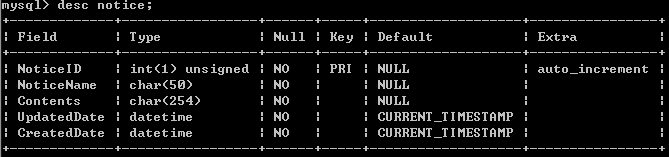 mysql> desc notice;
+-------------+-----------------+------+-----+-------------------+----------------+
| Field       | Type            | Null | Key | Default           | Extra          |
+-------------+-----------------+------+-----+-------------------+----------------+
| NoticeID    | int(1) unsigned | NO   | PRI | NULL              | auto_increment |
| NoticeName  | char(50)        | NO   |     | NULL              |                |
| Contents    | char(254)       | NO   |     | NULL              |                |
| UpdatedDate | datetime        | NO   |     | CURRENT_TIMESTAMP |                |
| CreatedDate | datetime        | NO   |     | CURRENT_TIMESTAMP |                |
+-------------+-----------------+------+-----+-------------------+----------------+